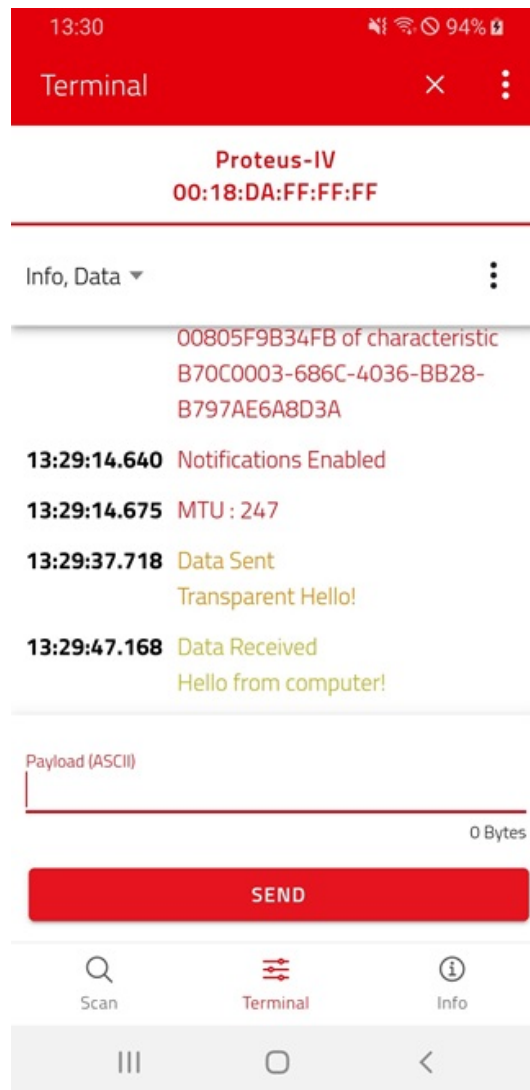 13:30
94%
Terminal
Proteus-IV
00:18:DA:FF:FF:FF
Info, Data
00805F9B34FB of characteristic
B70C0003-686C-4036-BB28-
B797AE6A8D3A
13:29:14.640 Notifications Enabled
13:29:14.675 MTU : 247
13:29:37.718 Data Sent
Transparent Hello!
13:29:47.168 Data Received
Hello from computer!
Payload (ASCII)
0 Bytes
SEND
Scan Terminal Info